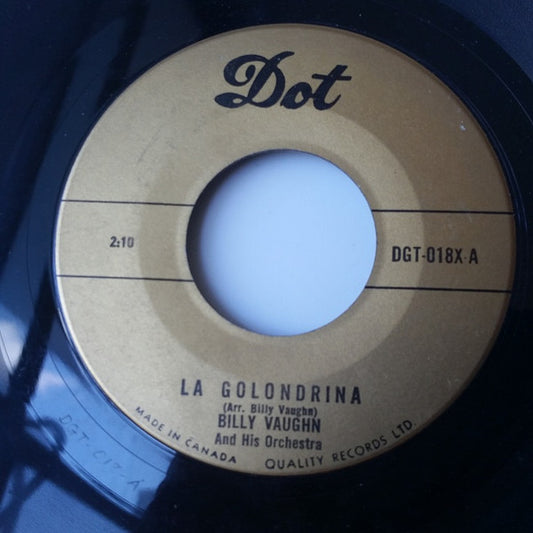 Dot
2:10
DGT-018X-A
LA GOLONDRINA
(Arr. Billy Vaughn)
BILLY VAUGHN
And His Orchestra
MADE IN CANADA QUALITY RECORDS LTD.